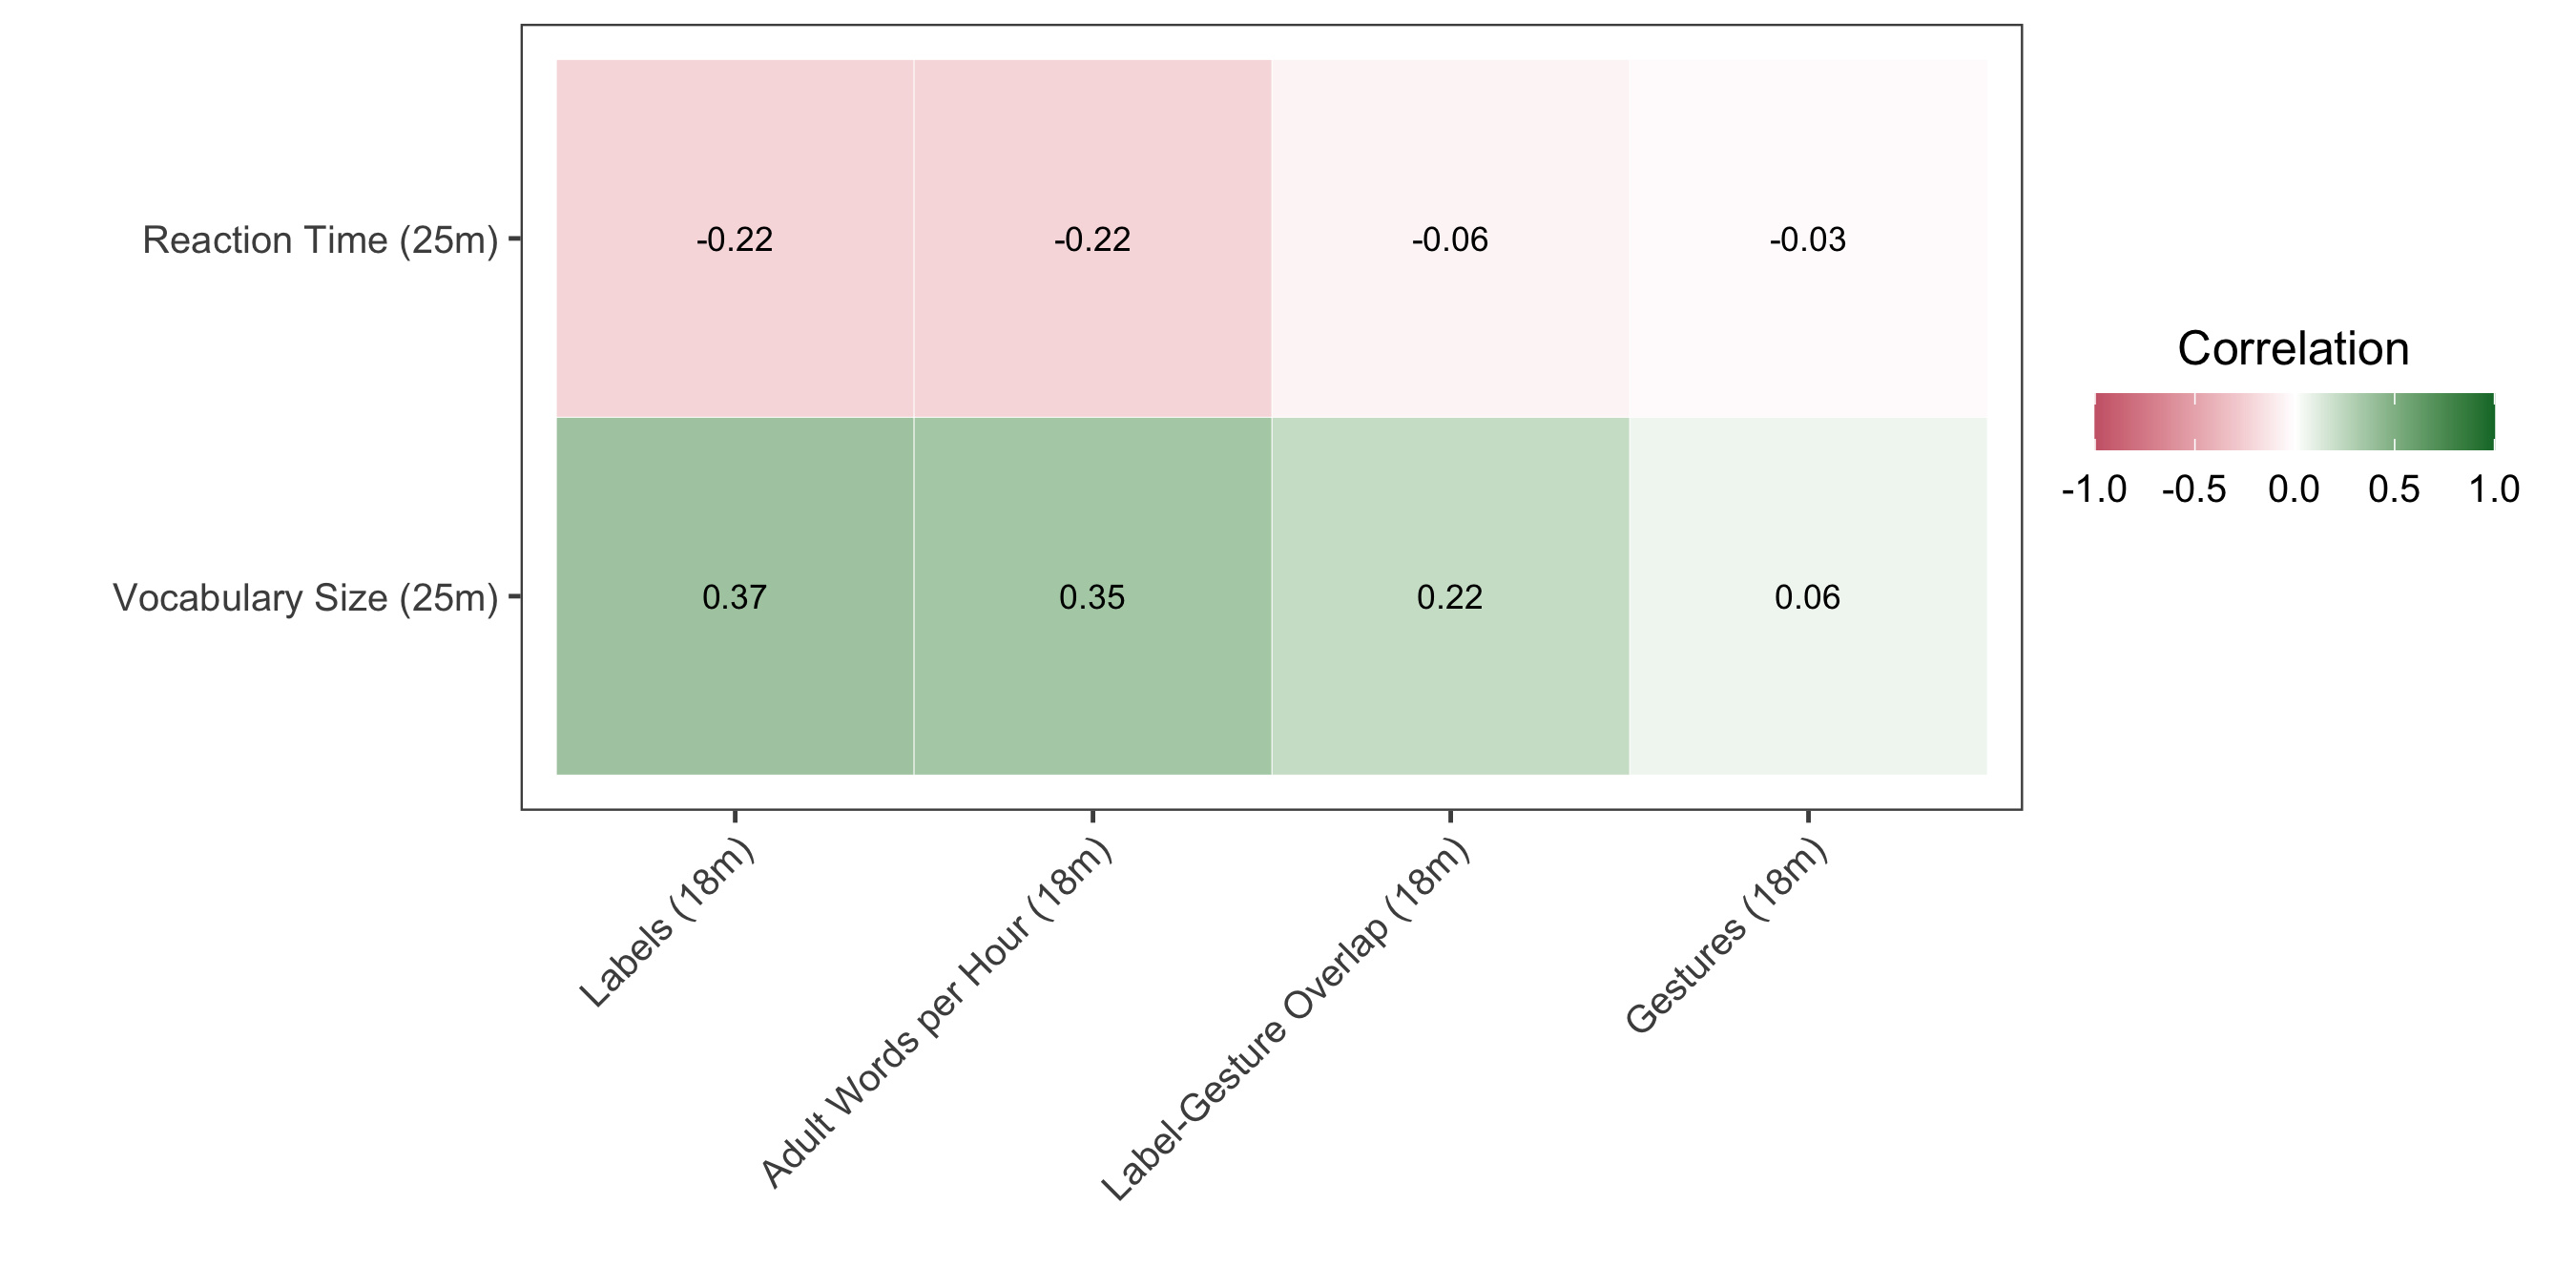 Reaction Time (25m)
-0.22
-0.22
-0.06
-0.03
Vocabulary Size (25m)
0.37
0.35
0.22
0.06
Labels (18m)
Adult Words per Hour (18m)
Label-Gesture Overlap (18m)
Gestures (18m)
Correlation
-1.0 -0.5 0.0 0.5 1.0